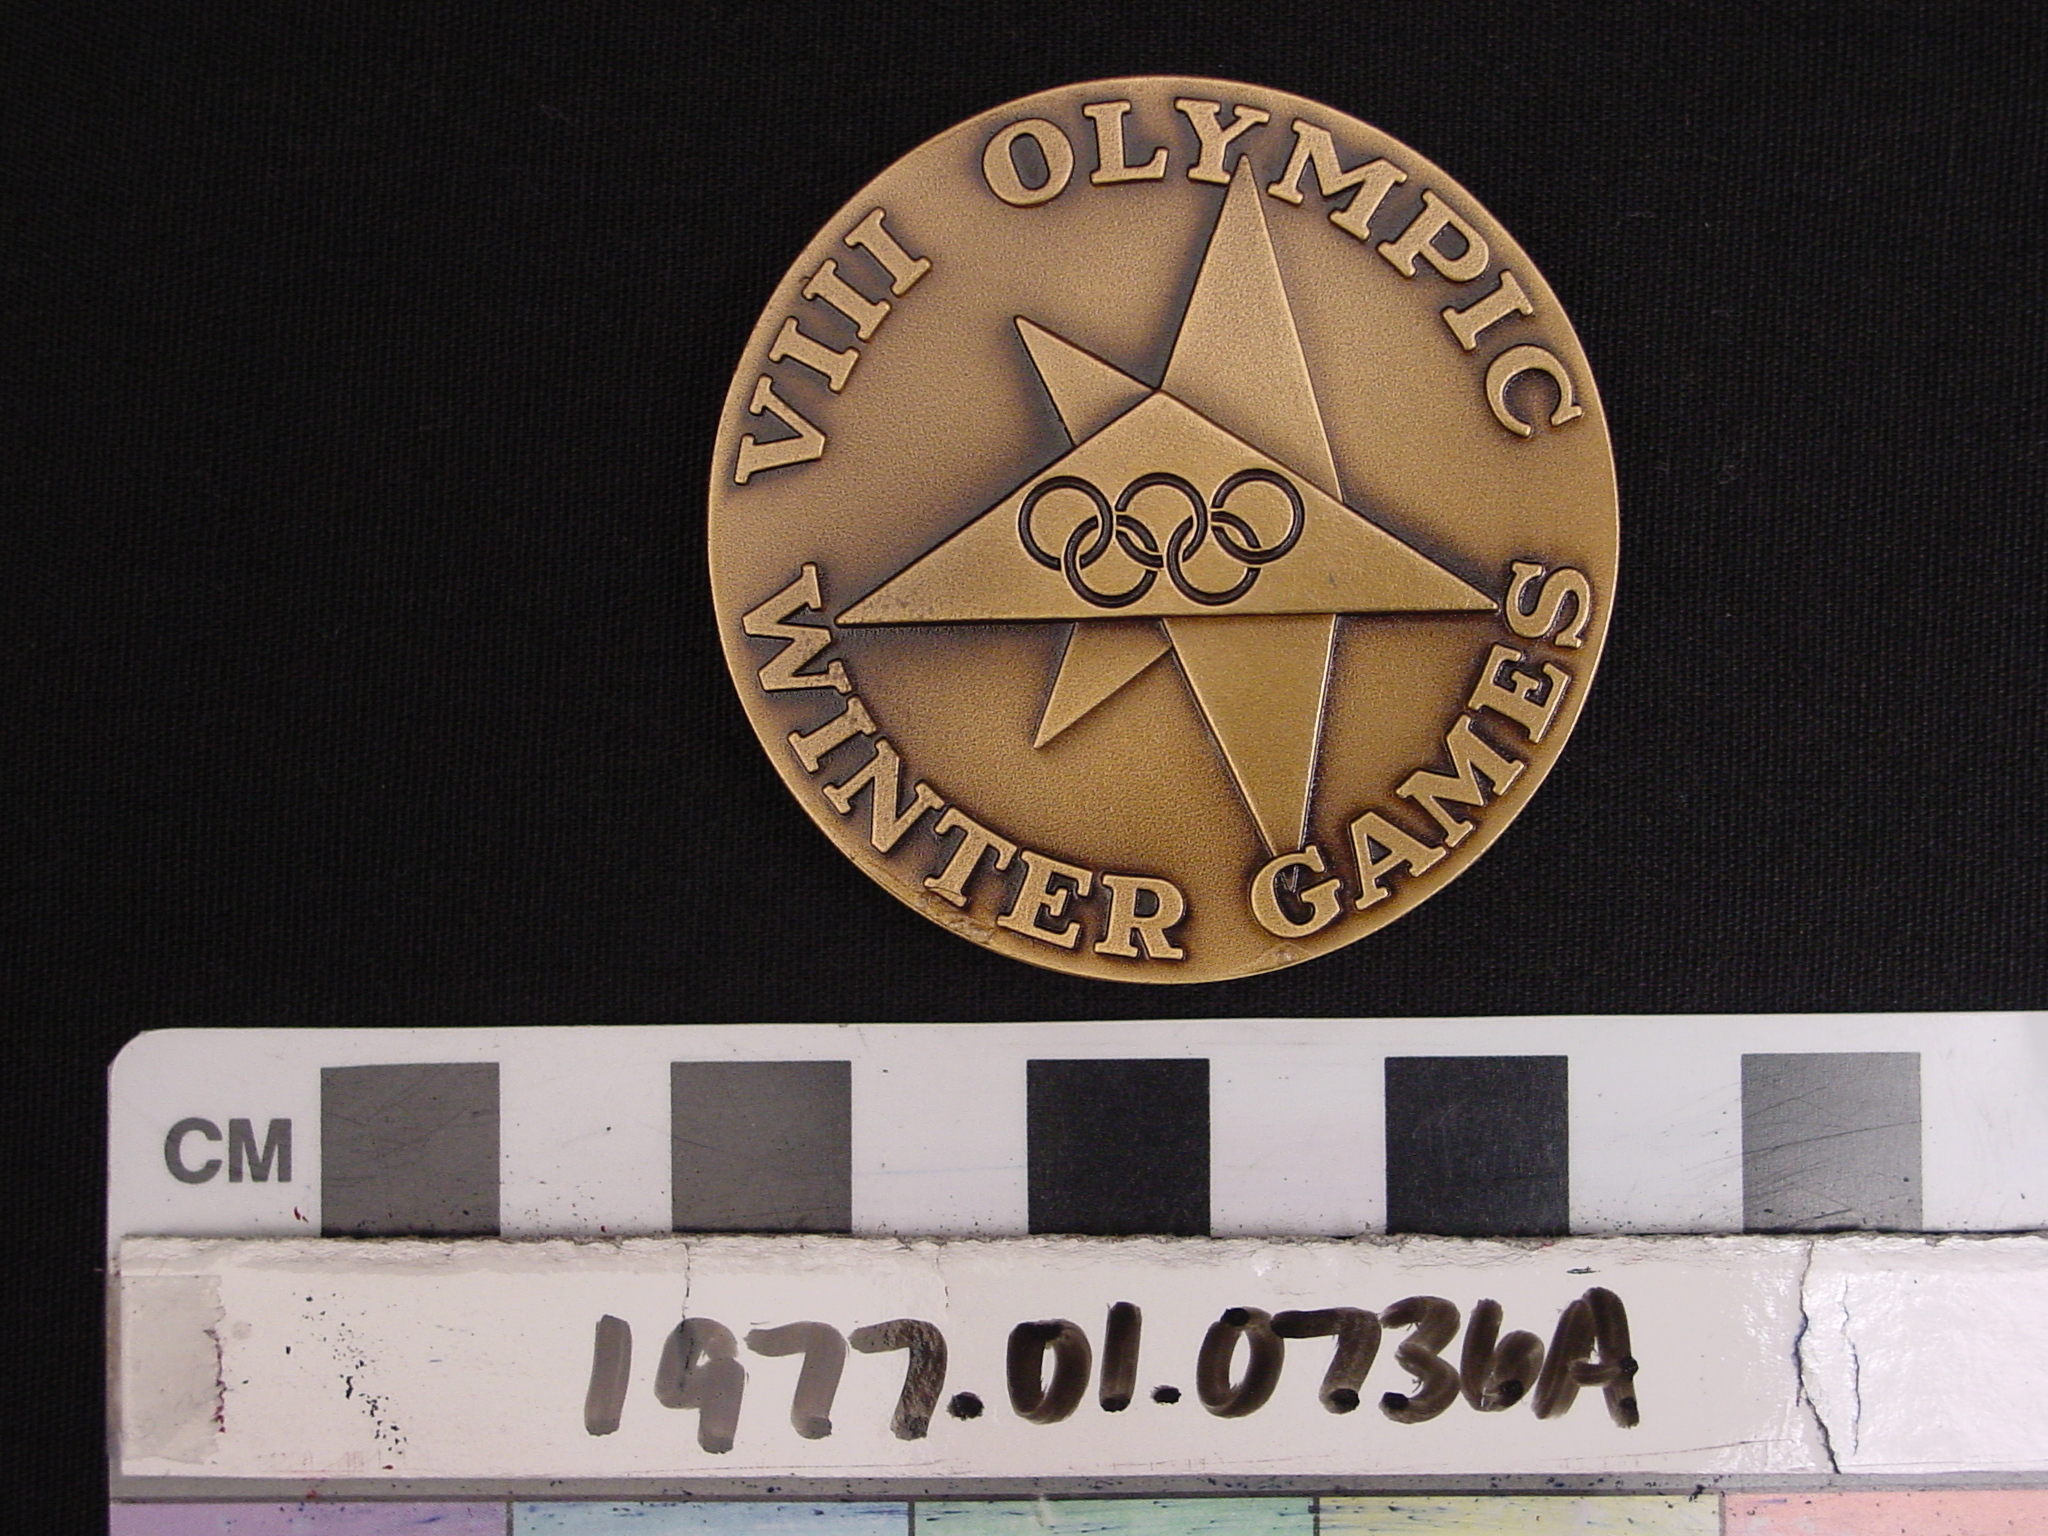 VIII OLYMPIC
WINTER GAMES
CM
1977.01.0736A